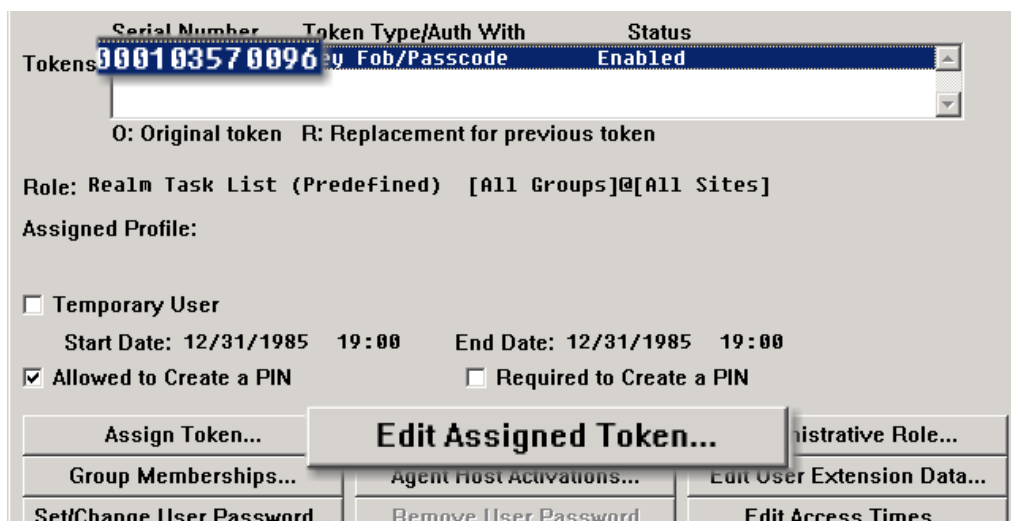 Serial Number Token Type/Auth With Status
Tokens 000103570096 Key Fob/Passcode Enabled
O: Original token R: Replacement for previous token
Role: Realm Task List (Predefined) [All Groups]@[All Sites]
Assigned Profile:
Temporary User
Start Date: 12/31/1985 19:00 End Date: 12/31/1985 19:00
Allowed to Create a PIN Required to Create a PIN
Assign Token... Edit Assigned Token... istrative Role...
Group Memberships... Agent Host Activations... Edit User Extension Data...
Set/Change User Password Remove User Password Edit Access Times